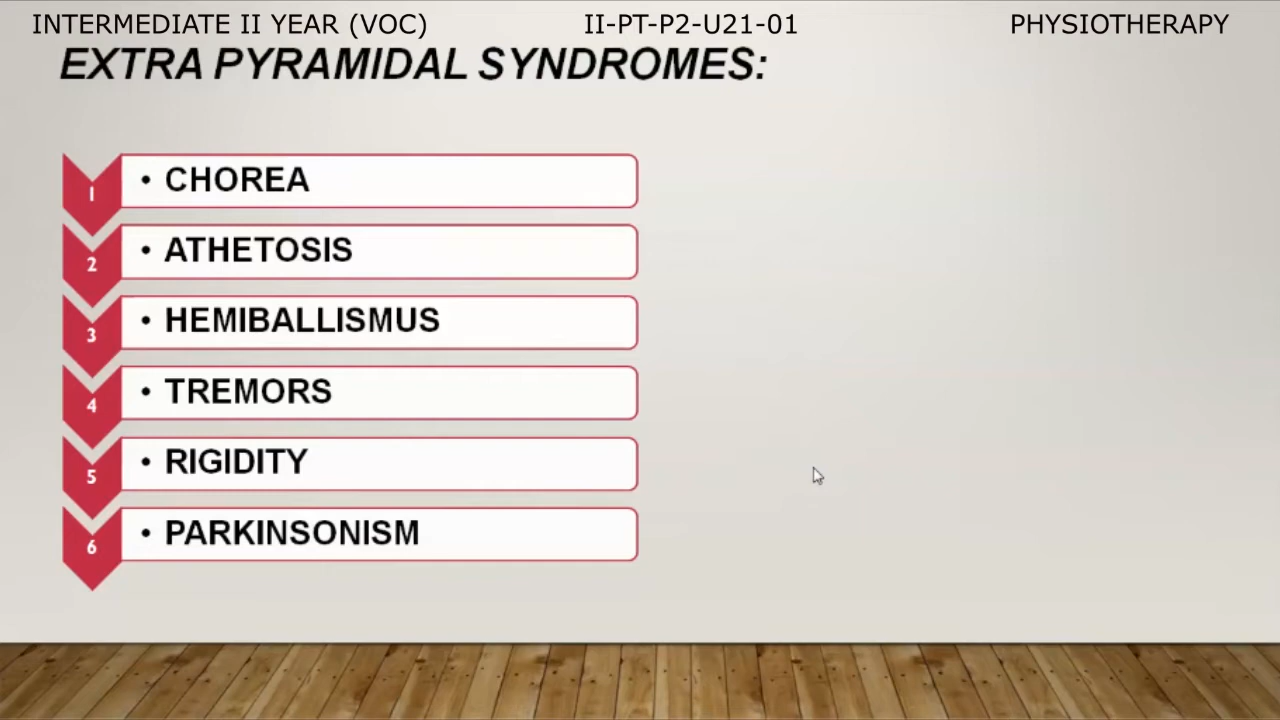 INTERMEDIATE II YEAR (VOC) II-PT-P2-U21-01 PHYSIOTHERAPY
EXTRA PYRAMIDAL SYNDROMES:
1 • CHOREA
2 • ATHETOSIS
3 • HEMIBALLISMUS
4 • TREMORS
5 • RIGIDITY
6 • PARKINSONISM